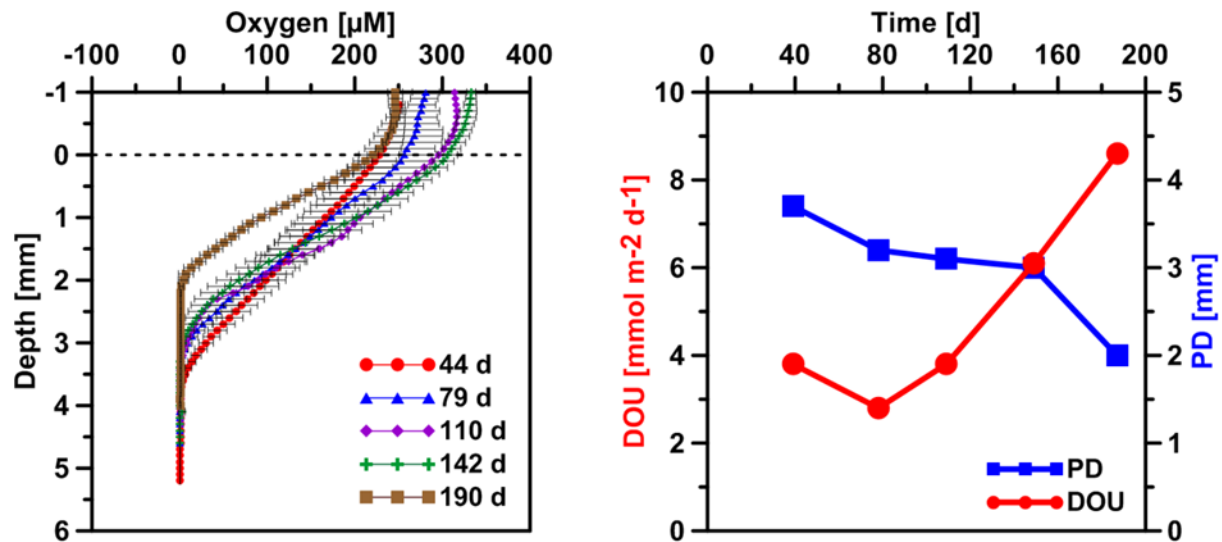 Oxygen [µM]
-100 0 100 200 300 400
-1
0
1
2
3
4
5
6
Depth [mm]
44 d
79 d
110 d
142 d
190 d
Time [d]
0 40 80 120 160 200
10
8
6
4
2
0
DOU [mmol m-2 d-1]
5
4
3
2
1
0
PD [mm]
PD
DOU